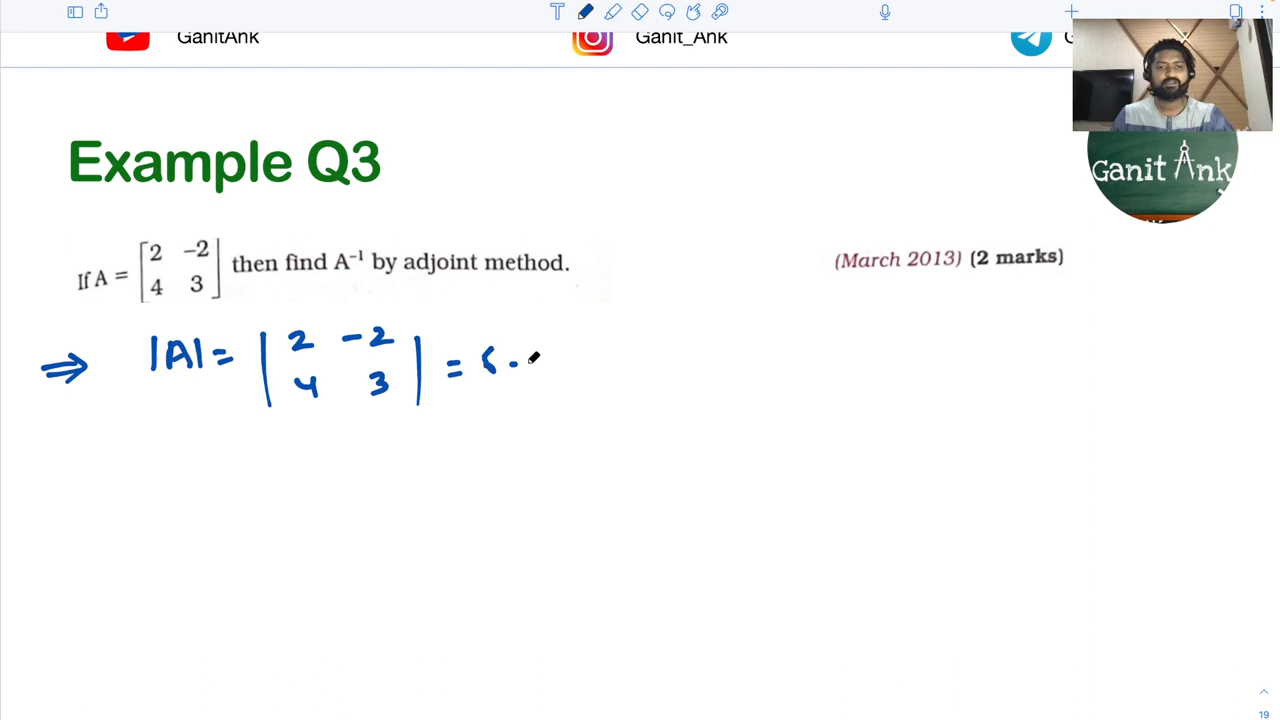 GanitAnk Ganit_Ank G
Ganit Ank
Example Q3
If A = [2 -2
4 3] then find A⁻¹ by adjoint method. (March 2013) (2 marks)
⇒ |A| = | 2 -2
4 3 | = 6 -
19